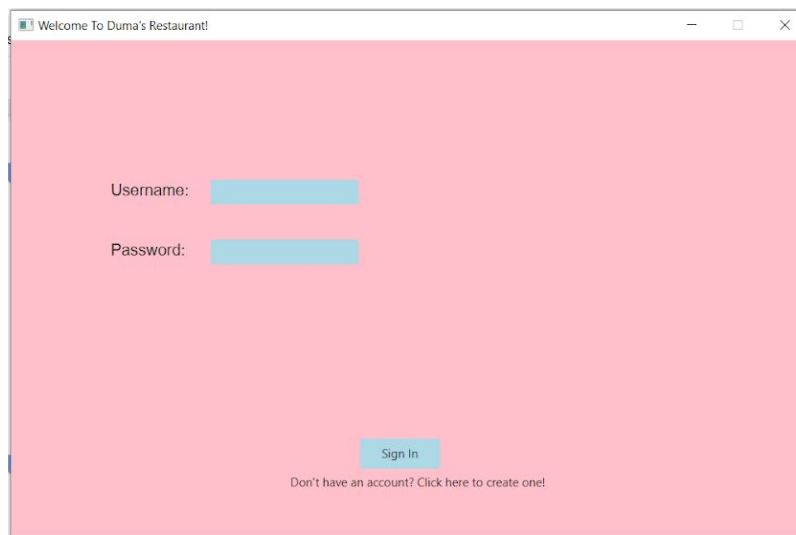 Welcome To Duma's Restaurant!
Username:
Password:
Sign In
Don't have an account? Click here to create one!